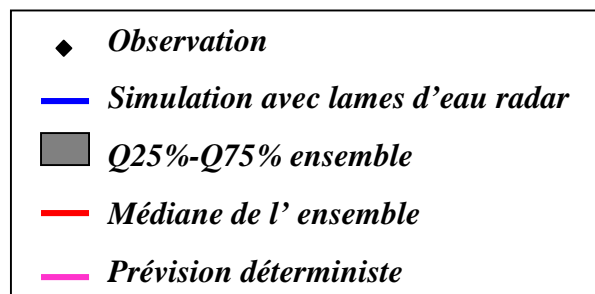 Observation
Simulation avec lames d’eau radar
Q25%-Q75% ensemble
Médiane de l’ ensemble
Prévision déterministe